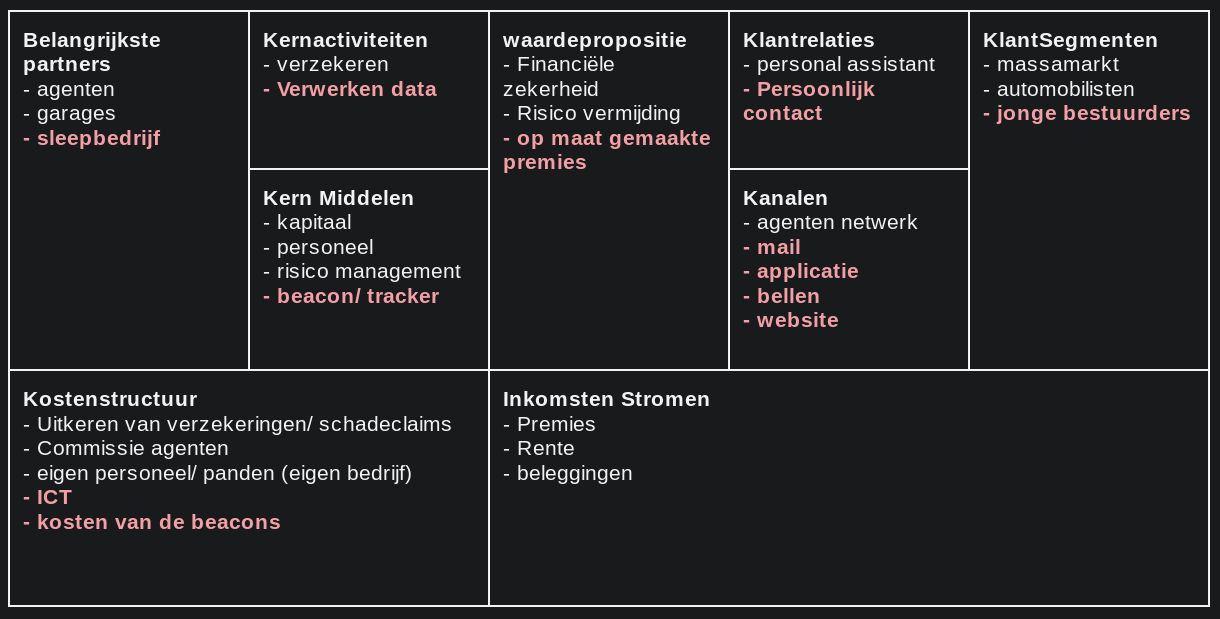 Belangrijkste
partners
- agenten
- garages
- sleepbedrijf
Kernactiviteiten
- verzekeren
- Verwerken data
Kern Middelen
- kapitaal
- personeel
- risico management
- beacon/ tracker
waardepropositie
- Financiële
zekerheid
- Risico vermijding
- op maat gemaakte
premies
Klantrelaties
- personal assistant
- Persoonlijk
contact
Kanalen
- agenten netwerk
- mail
- applicatie
- bellen
- website
KlantSegmenten
- massamarkt
- automobilisten
- jonge bestuurders
Kostenstructuur
- Uitkeren van verzekeringen/ schadeclaims
- Commissie agenten
- eigen personeel/ panden (eigen bedrijf)
- ICT
- kosten van de beacons
Inkomsten Stromen
- Premies
- Rente
- beleggingen